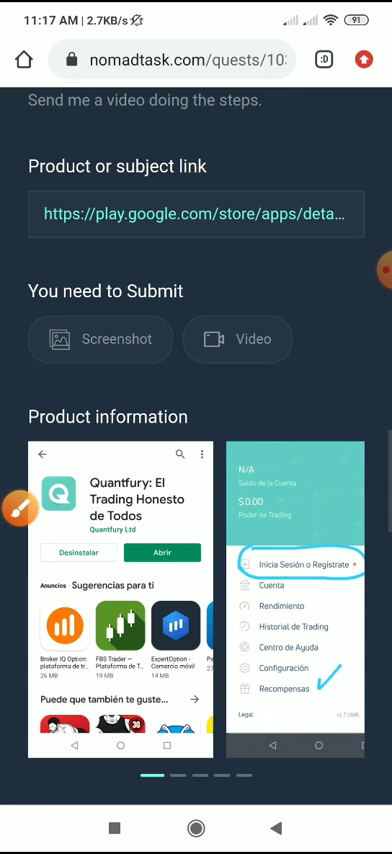 11:17 AM | 2.7KB/s
91
nomadtask.com/quests/10
:D
Send me a video doing the steps.
Product or subject link
https://play.google.com/store/apps/deta...
You need to Submit
Screenshot
Video
Product information
Quantfury: El
Trading Honesto
de Todos
Quantfury Ltd
Desinstalar
Abrir
Anuncios Sugerencias para ti
Broker IQ Option:
plataforma de tr...
26 MB
FBS Trader —
Plataforma de T...
19 MB
ExpertOption -
Comercio móvil
14 MB
Puede que también te guste...
N/A
Saldo de la Cuenta
$0.00
Poder de Trading
Inicia Sesión o Regístrate
Cuenta
Rendimiento
Historial de Trading
Centro de Ayuda
Configuración
Recompensas
Legal